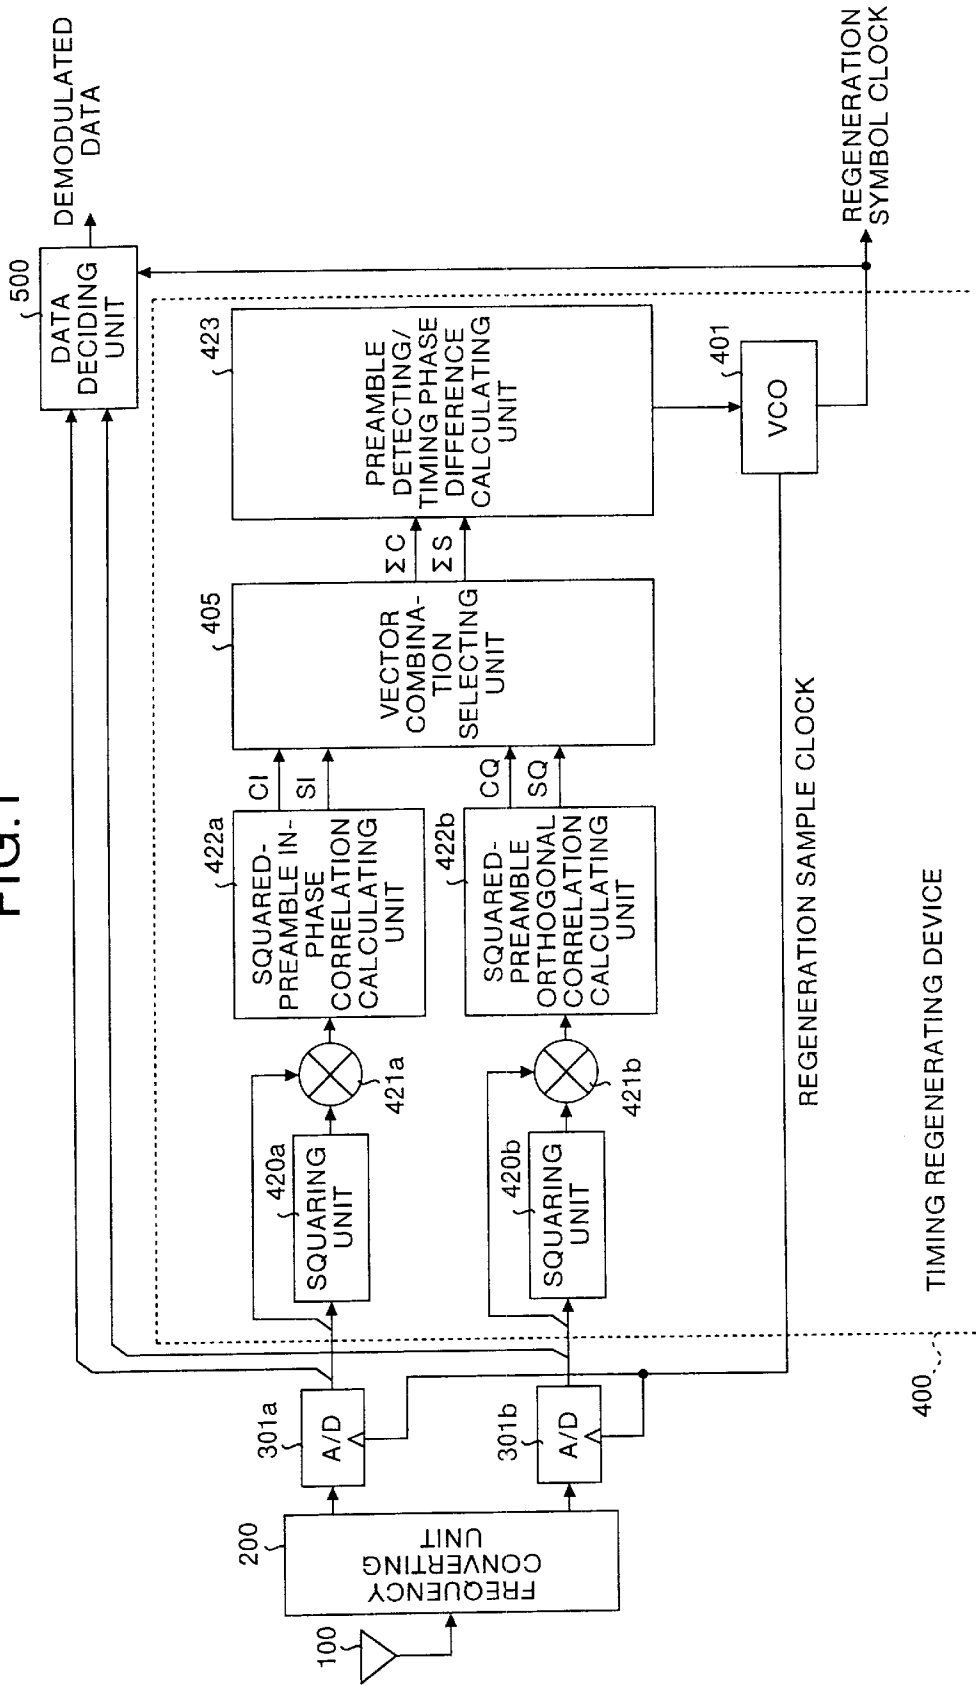 FIG.1
100
200
FREQUENCY
CONVERTING
UNIT
301a
A/D
301b
A/D
400
TIMING REGENERATING DEVICE
420a
SQUARING
UNIT
421a
420b
SQUARING
UNIT
421b
422a
SQUARED-
PREAMBLE IN-
PHASE
CORRELATION
CALCULATING
UNIT
422b
SQUARED-
PREAMBLE
ORTHOGONAL
CORRELATION
CALCULATING
UNIT
CI
SI
CQ
SQ
405
VECTOR
COMBINA-
TION
SELECTING
UNIT
ΣC
ΣS
423
PREAMBLE
DETECTING/
TIMING PHASE
DIFFERENCE
CALCULATING
UNIT
401
VCO
REGENERATION SAMPLE CLOCK
500
DATA
DECIDING
UNIT
DEMODULATED
DATA
REGENERATION
SYMBOL CLOCK